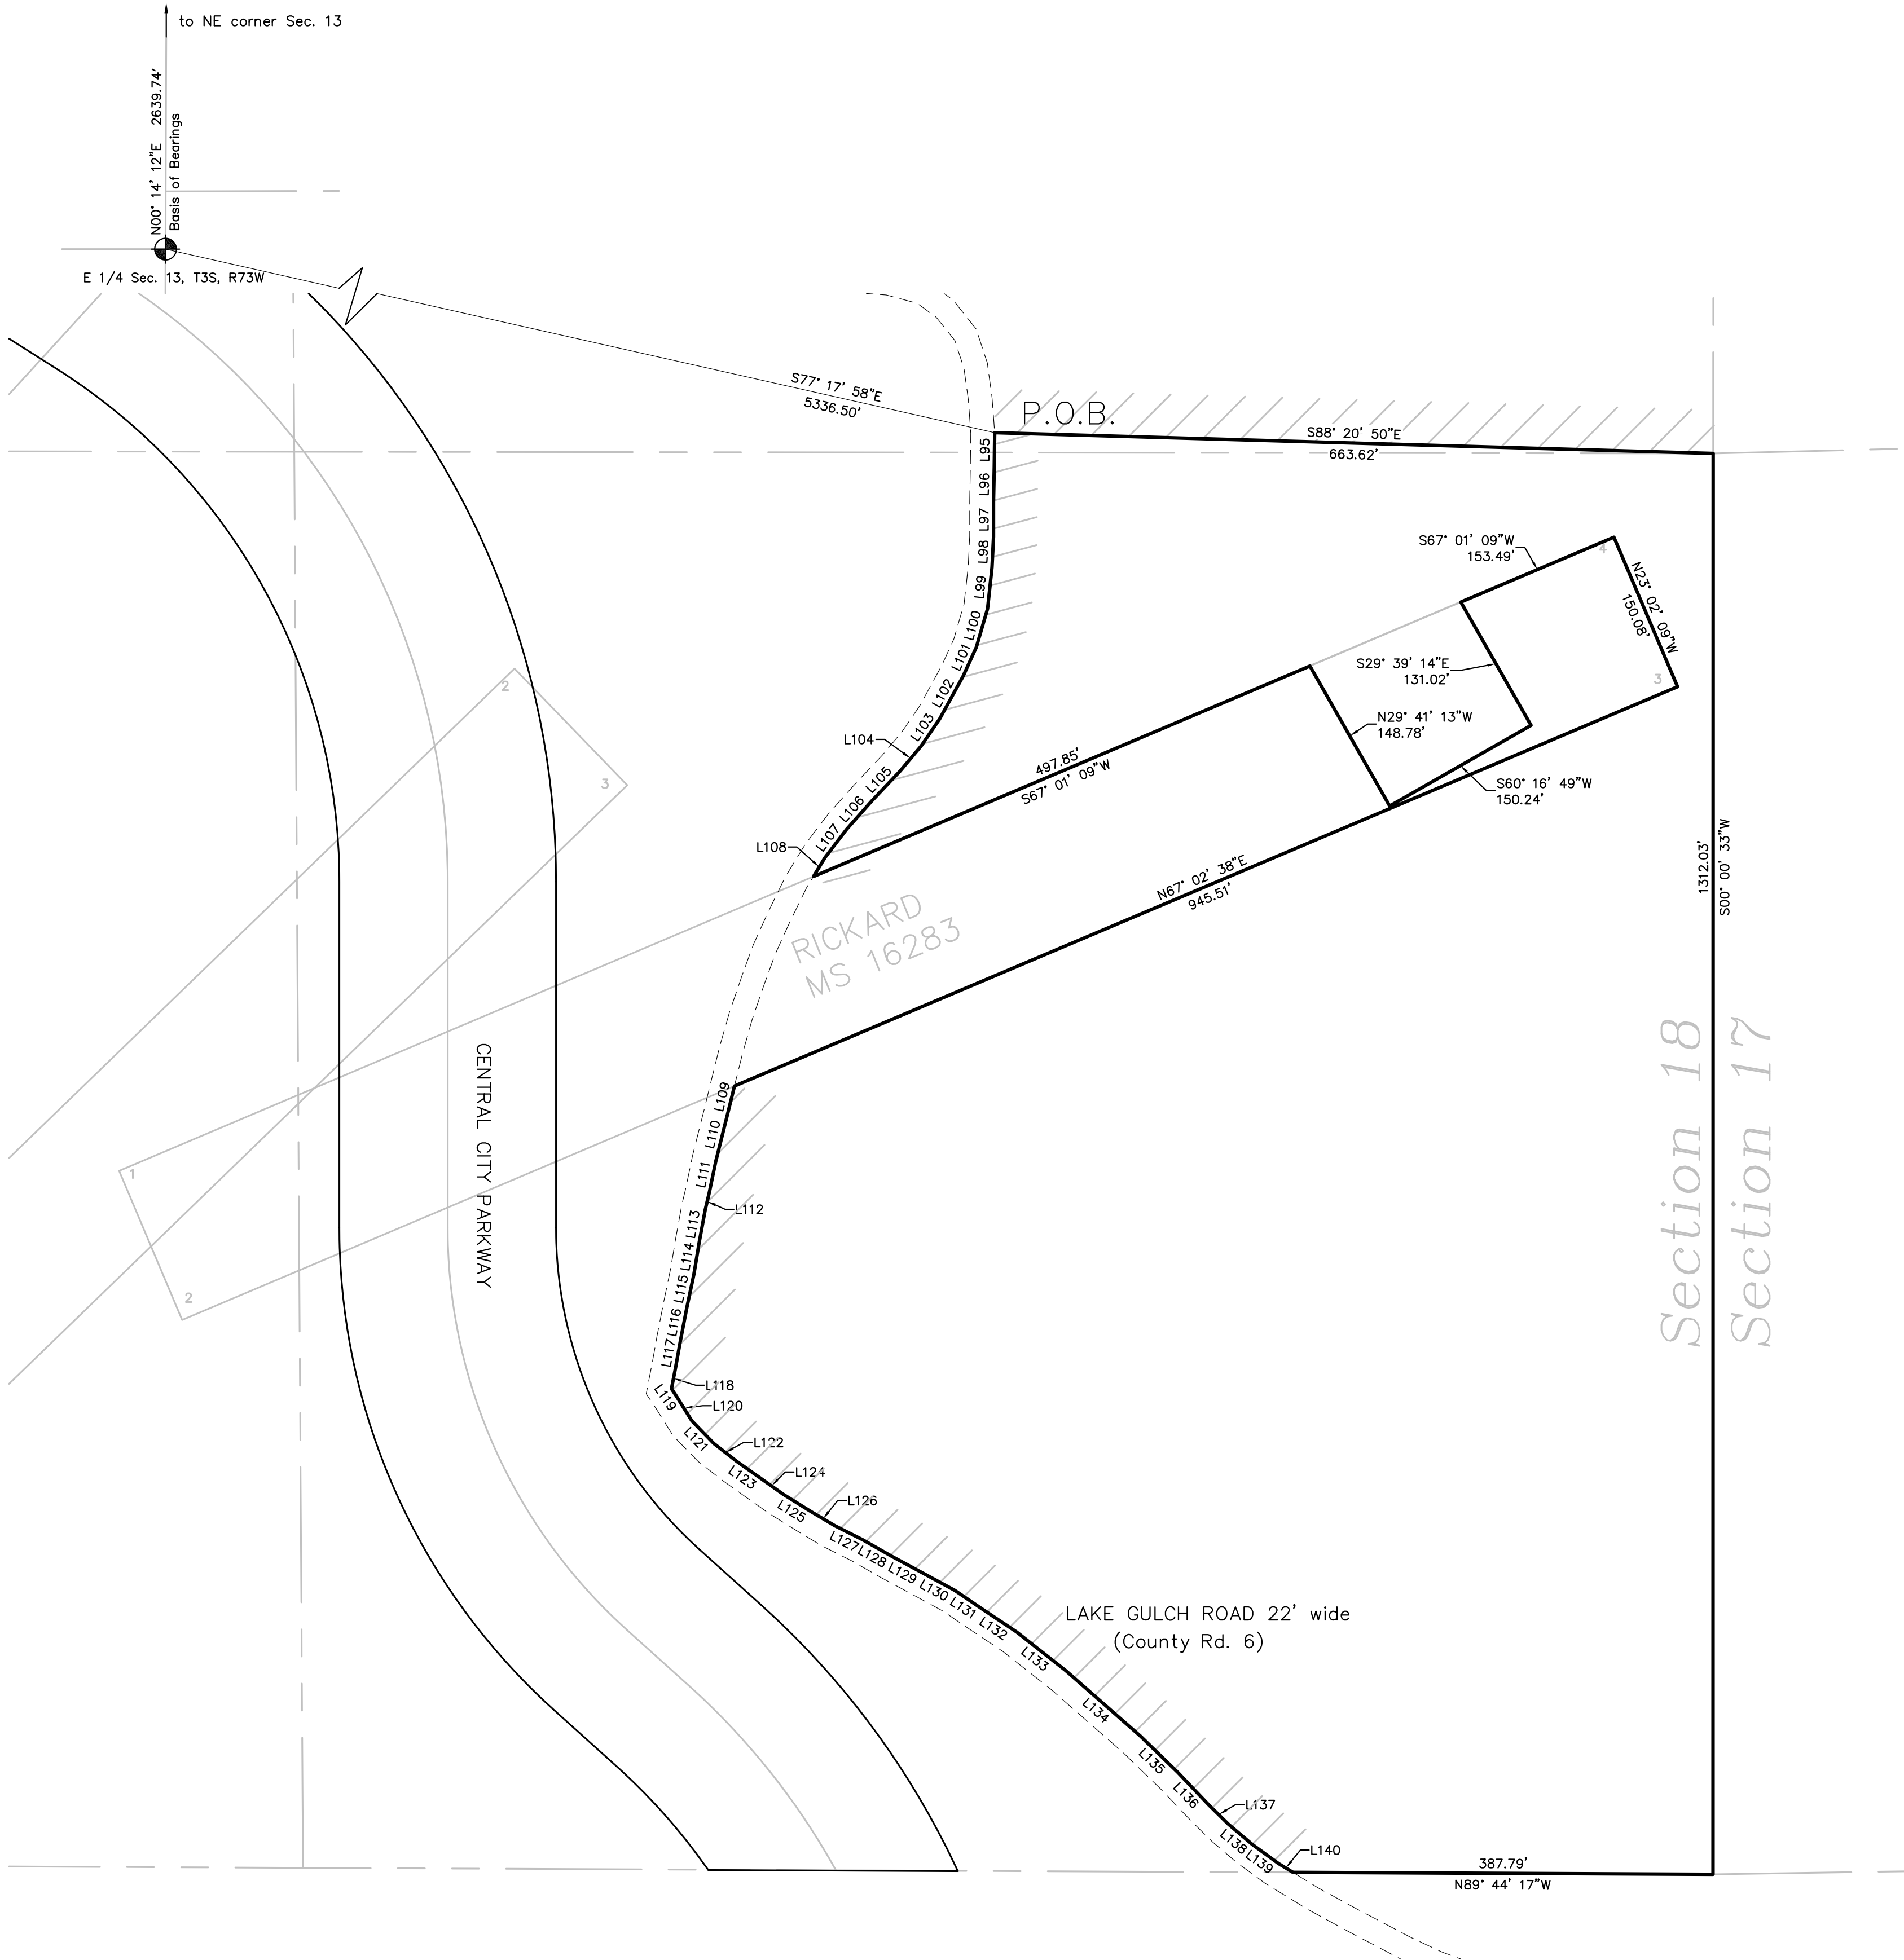 to NE corner Sec. 13
N00° 14' 12"E 2639.74'
Basis of Bearings
E 1/4 Sec. 13, T3S, R73W
S77° 17' 58"E
5336.50'
P.O.B.
S88° 20' 50"E
663.62'
L95
L96
L97
L98
L99
L100
L101
L102
L103
L104
L105
L106
L107
L108
S67° 01' 09"W
153.49'
4
N23° 02' 09"W
150.08'
3
S29° 39' 14"E
131.02'
N29° 41' 13"W
148.78'
S60° 16' 49"W
150.24'
497.85'
S67° 01' 09"W
N67° 02' 38"E
945.51'
1312.03'
S00° 00' 33"W
2
3
RICKARD
MS 16283
1
2
CENTRAL CITY PARKWAY
Section 18
Section 17
L109
L110
L111
L112
L113
L114
L115
L116
L117
L118
L119
L120
L121
L122
L123
L124
L125
L126
L127
L128
L129
L130
L131
L132
L133
L134
L135
L136
L137
L138
L139
L140
LAKE GULCH ROAD 22' wide
(County Rd. 6)
387.79'
N89° 44' 17"W